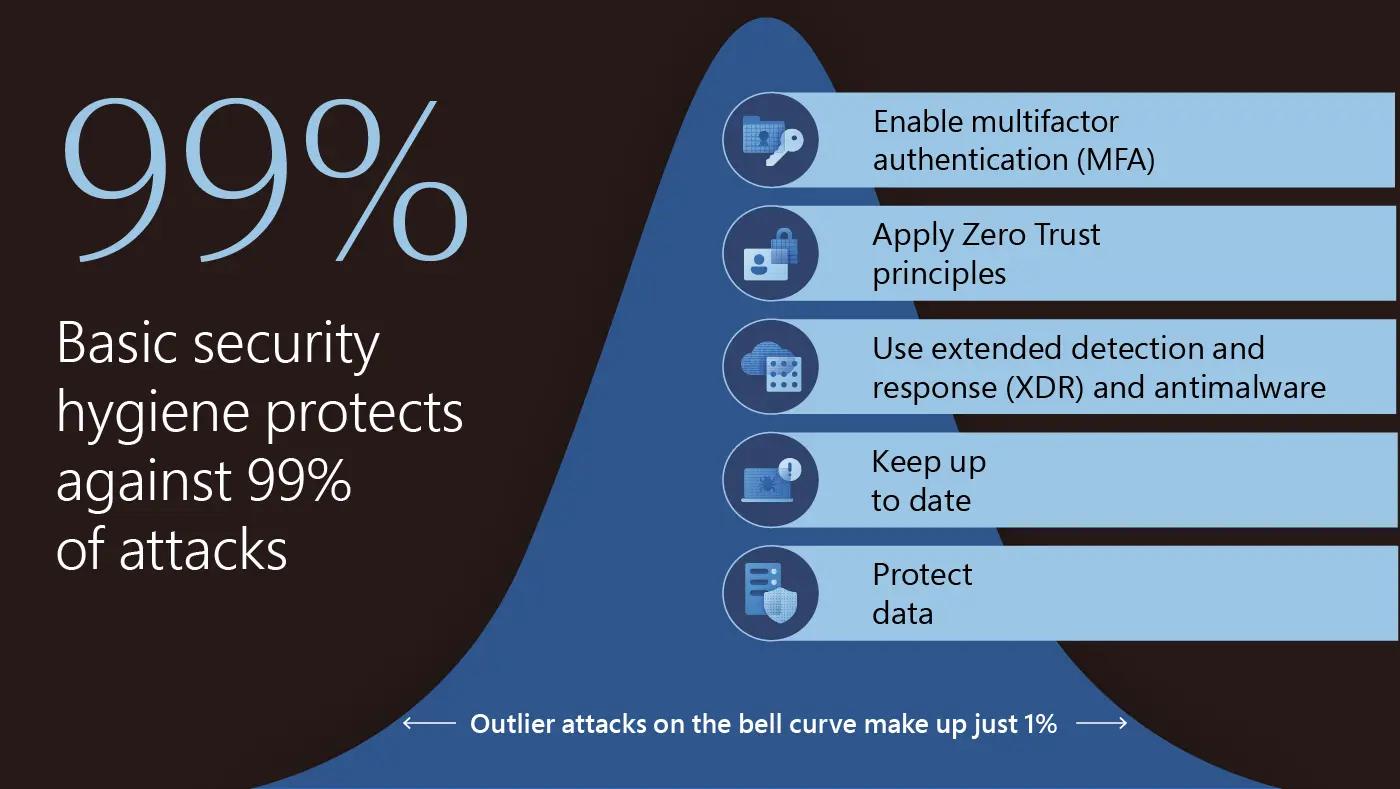 99%
Basic security
hygiene protects
against 99%
of attacks
Enable multifactor
authentication (MFA)
Apply Zero Trust
principles
Use extended detection and
response (XDR) and antimalware
Keep up
to date
Protect
data
Outlier attacks on the bell curve make up just 1%